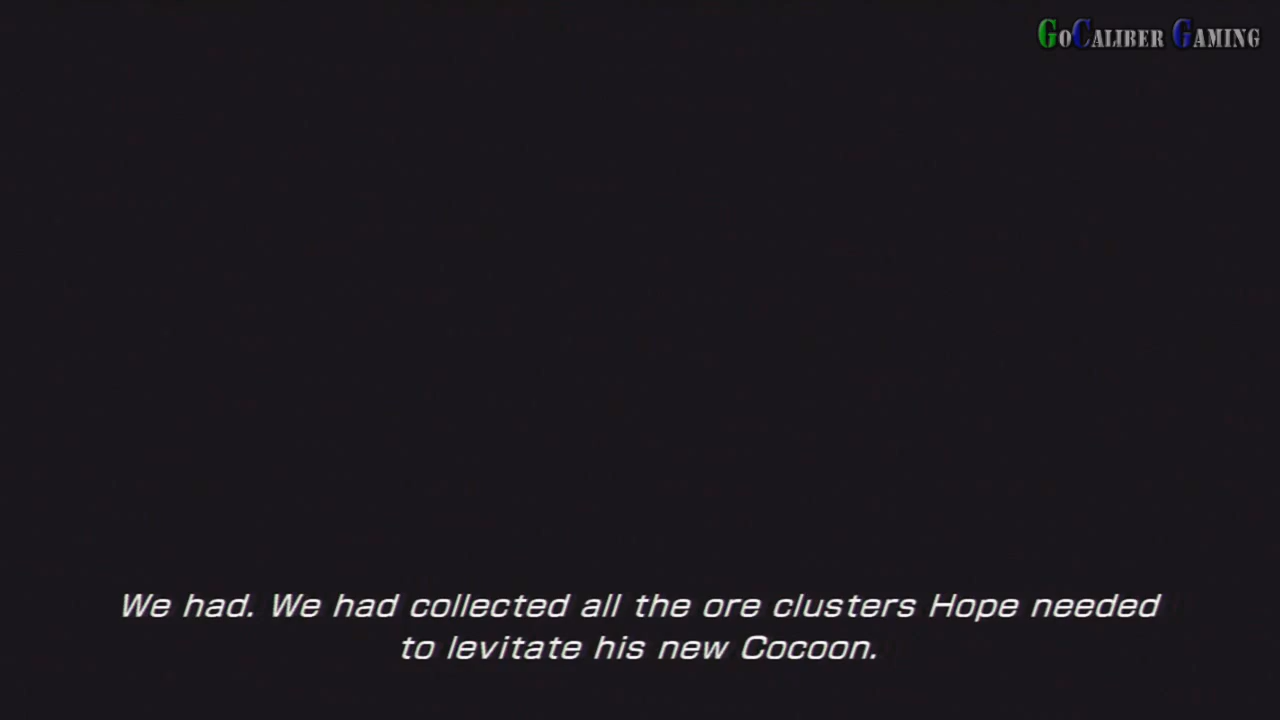 GoCaliber Gaming
We had. We had collected all the ore clusters Hope needed
to levitate his new Cocoon.